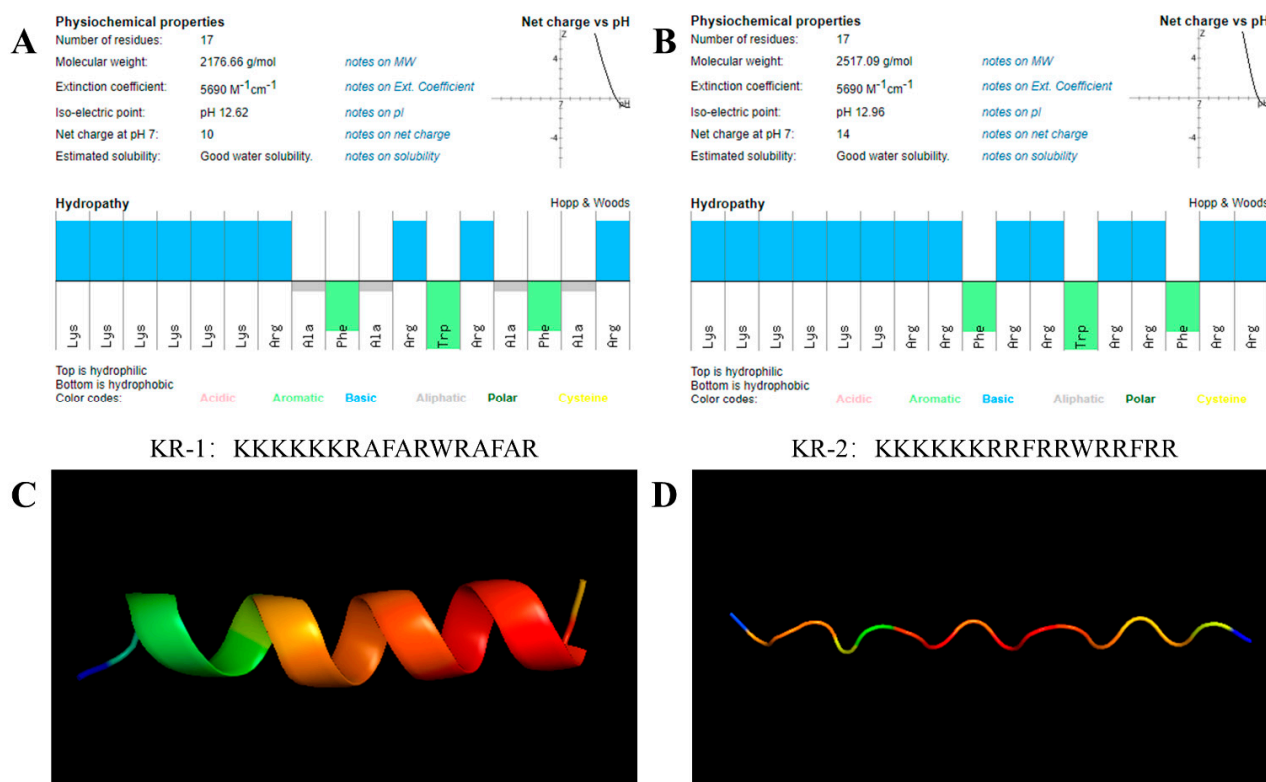 A
Physiochemical properties
Net charge vs pH
Number of residues: 17
Molecular weight: 2176.66 g/mol notes on MW
Extinction coefficient: 5690 M⁻¹cm⁻¹ notes on Ext. Coefficient
Iso-electric point: pH 12.62 notes on pI
Net charge at pH 7: 10 notes on net charge
Estimated solubility: Good water solubility. notes on solubility
Z
4
7
pH
-4
Hydropathy
Hopp & Woods
Lys Lys Lys Lys Lys Lys Arg Ala Phe Ala Arg Trp Arg Ala Phe Ala Arg
Top is hydrophilic
Bottom is hydrophobic
Color codes: Acidic Aromatic Basic Aliphatic Polar Cysteine
KR-1: KKKKKKRAFARWRAFAR
B
Physiochemical properties
Net charge vs pH
Number of residues: 17
Molecular weight: 2517.09 g/mol notes on MW
Extinction coefficient: 5690 M⁻¹cm⁻¹ notes on Ext. Coefficient
Iso-electric point: pH 12.96 notes on pI
Net charge at pH 7: 14 notes on net charge
Estimated solubility: Good water solubility. notes on solubility
Z
4
7
pH
-4
Hydropathy
Hopp & Woods
Lys Lys Lys Lys Lys Lys Arg Arg Phe Arg Arg Trp Arg Arg Phe Arg Arg
Top is hydrophilic
Bottom is hydrophobic
Color codes: Acidic Aromatic Basic Aliphatic Polar Cysteine
KR-2: KKKKKKRRFRRWRRFRR
C
D